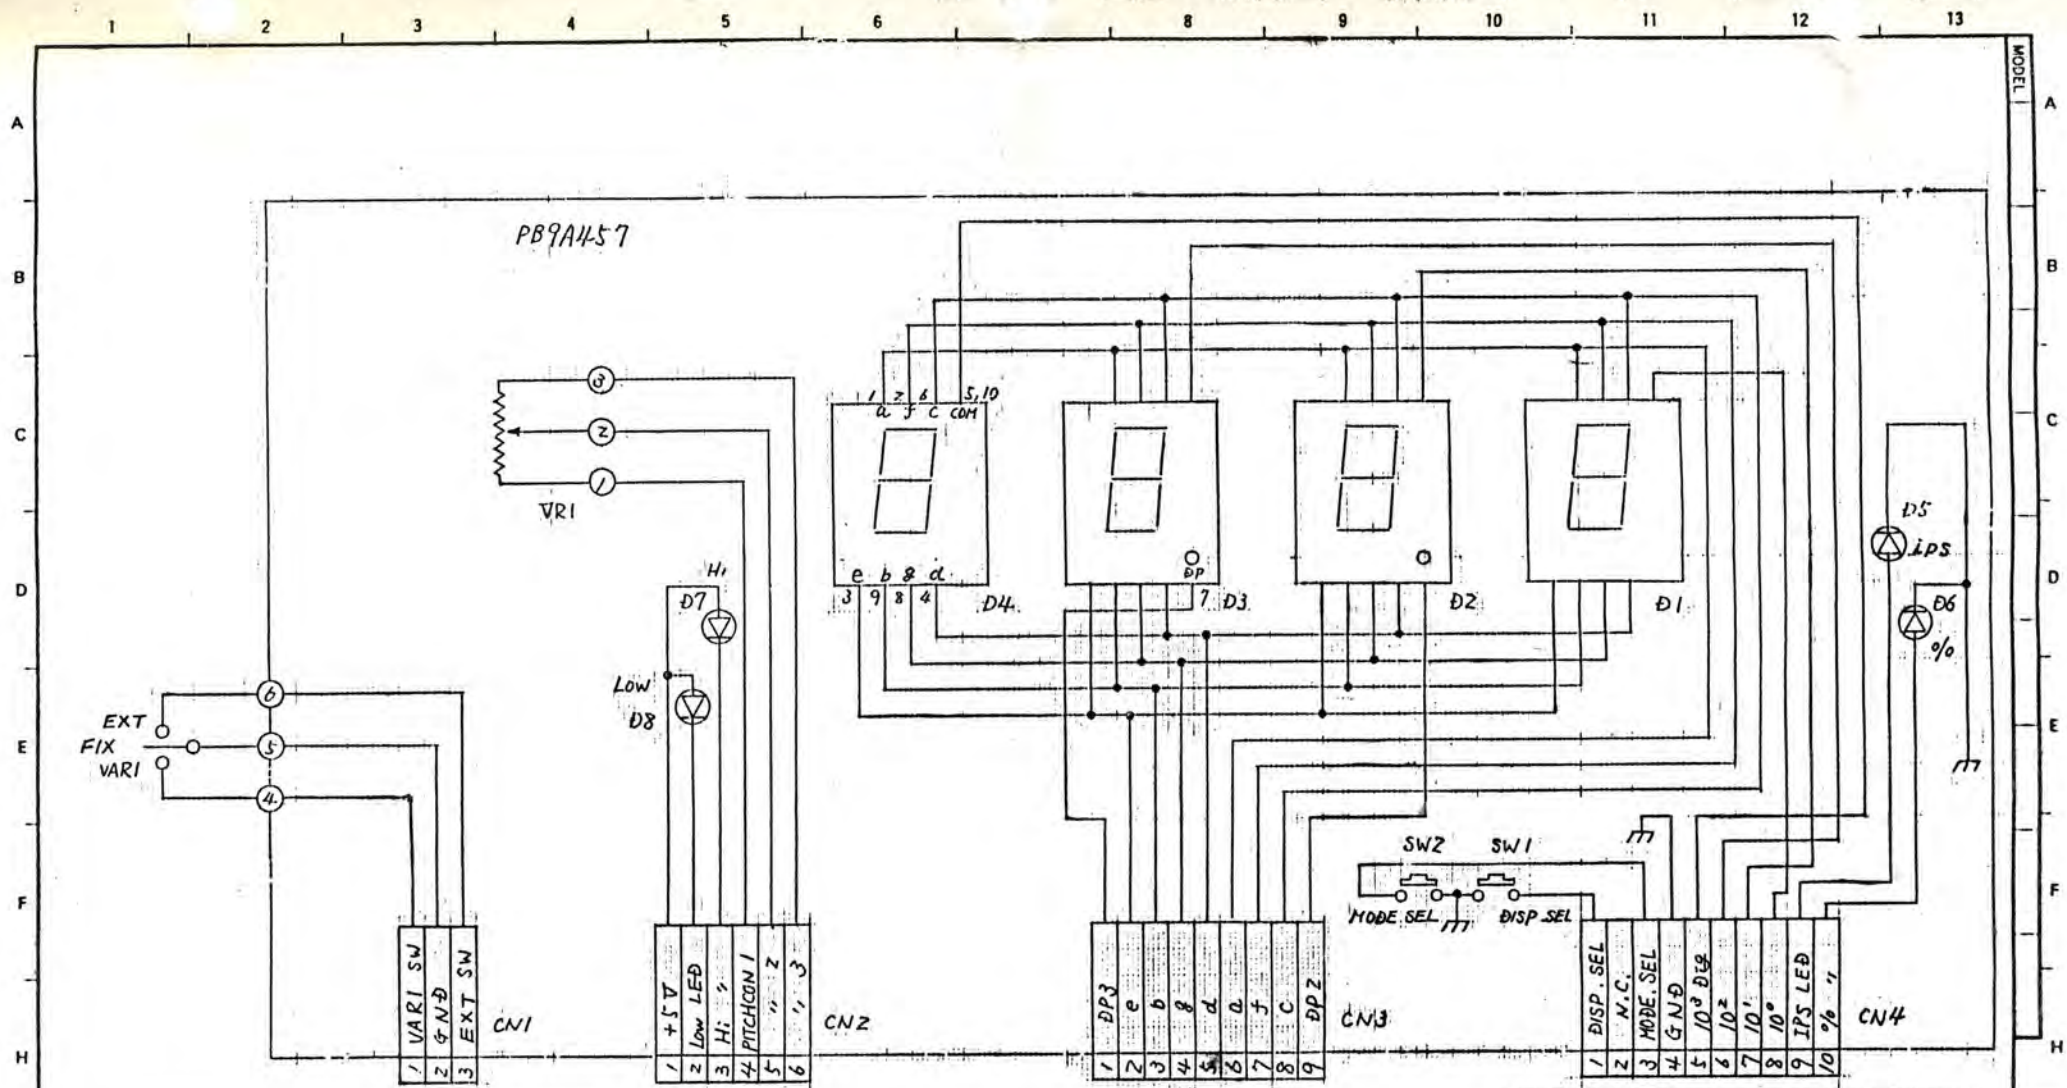 1 2 3 4 5 6 7 8 9 10 11 12 13
MODEL
A A
PB9A457
B B
3
1 2 6 5,10
a f c COM
C C
2
1
VR1
D5
ips
Hi
D7
DP
D D
e b g d
3 9 8 4 D4
7 D3
D2
D1
D6
%
LOW
D8
6
EXT
FIX 5
VARI
E E
4
SW2 SW1
F F
MODE.SEL DISP.SEL
1 VARI SW
2 GND
3 EXT SW
CN1
1 +5V
2 LOW LED
3 Hi 〃
4 PITCHCON 1
5 〃 2
6 〃 3
CN2
1 DP3
2 e
3 b
4 g
5 d
6 a
7 f
8 C
9 DP2
CN3
1 DISP.SEL
2 N.C.
3 MODE.SEL
4 GND
5 10³ Dig
6 10²
7 10¹
8 10⁰
9 IPS LED
10 % 〃
CN4
H H